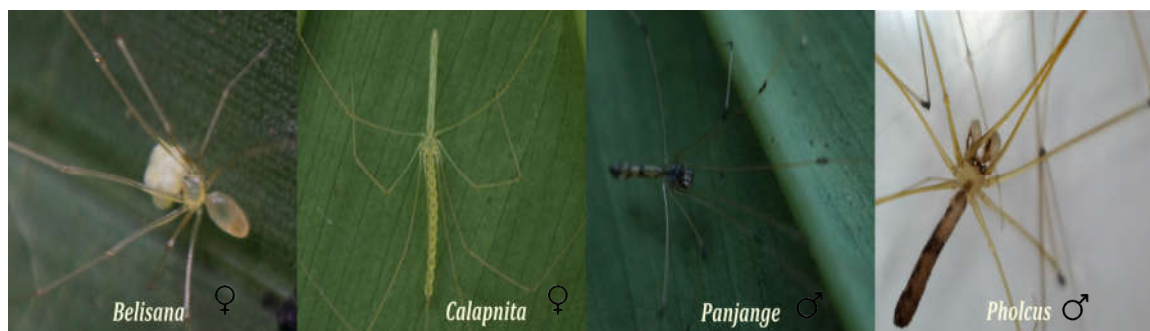 Belisana ♀
Calapnita ♀
Panjange ♂
Pholcus ♂